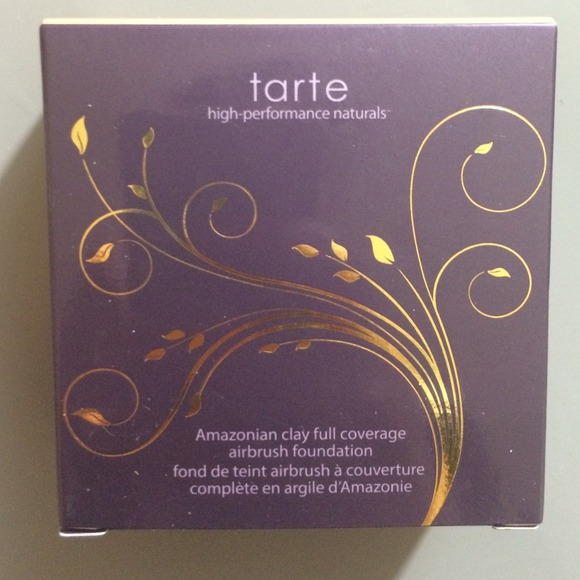 tarte
high-performance naturals™
Amazonian clay full coverage
airbrush foundation
fond de teint airbrush à couverture
complète en argile d'Amazonie